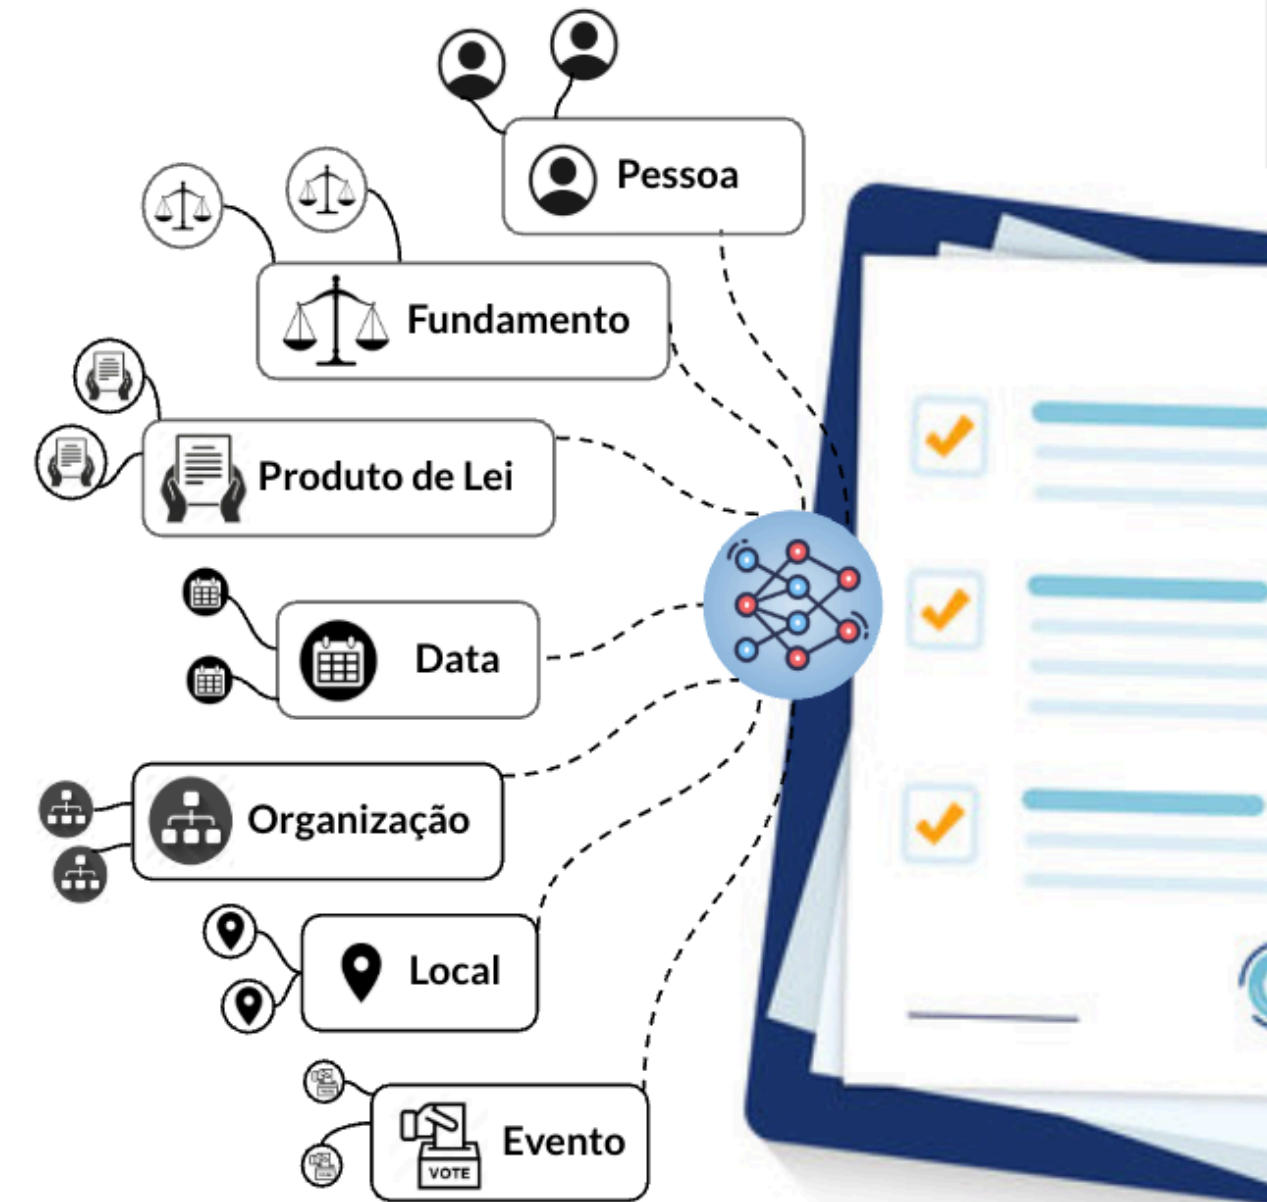 Pessoa
Fundamento
Produto de Lei
Data
Organização
Local
Evento
VOTE